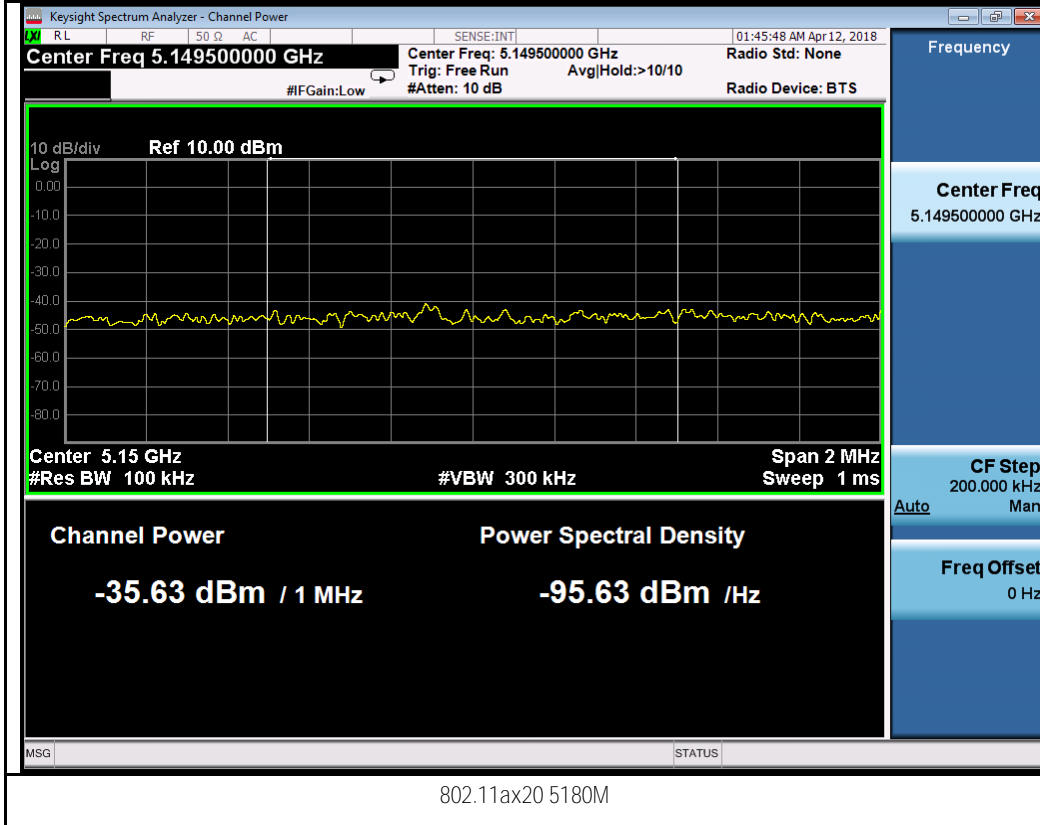 Keysight Spectrum Analyzer - Channel Power
LXI RL RF 50 Ω AC SENSE:INT 01:45:48 AM Apr 12, 2018
Center Freq 5.149500000 GHz
#IFGain:Low
Center Freq: 5.149500000 GHz
Trig: Free Run Avg|Hold:>10/10
#Atten: 10 dB
Radio Std: None
Radio Device: BTS
10 dB/div Ref 10.00 dBm
Log
0.00
-10.0
-20.0
-30.0
-40.0
-50.0
-60.0
-70.0
-80.0
Center 5.15 GHz Span 2 MHz
#Res BW 100 kHz #VBW 300 kHz Sweep 1 ms
Channel Power Power Spectral Density
-35.63 dBm / 1 MHz -95.63 dBm /Hz
MSG STATUS
Frequency
Center Freq
5.149500000 GHz
CF Step
200.000 kHz
Auto Man
Freq Offset
0 Hz
802.11ax20 5180M